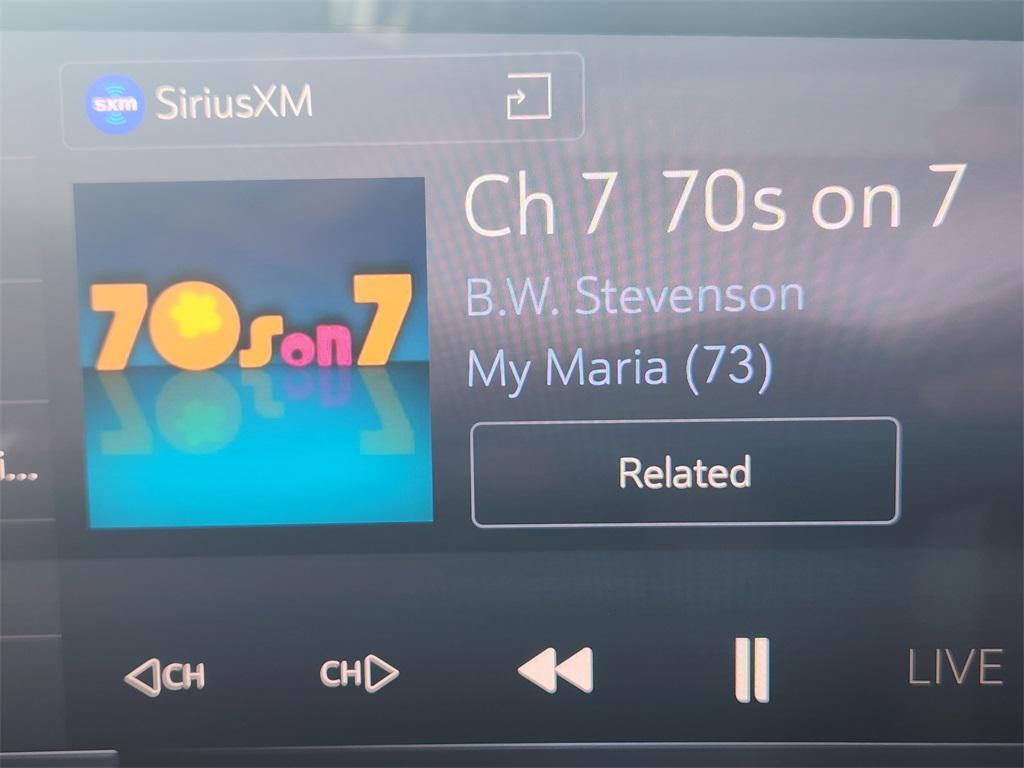 sxm SiriusXM
Ch 7 70s on 7
70s on 7
B.W. Stevenson
My Maria (73)
Related
i...
CH CH LIVE